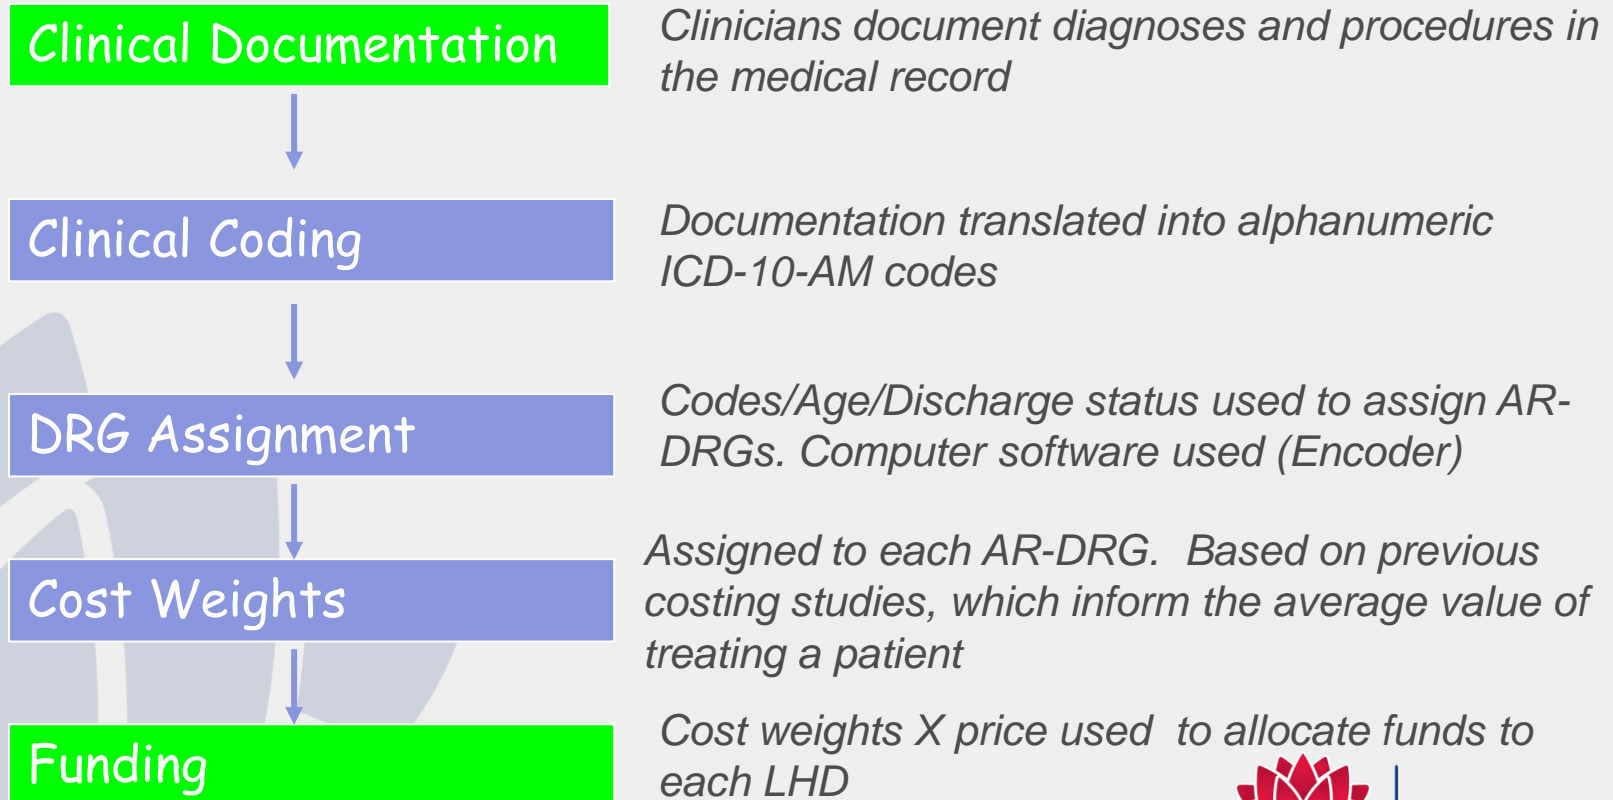 Clinical Documentation
Clinicians document diagnoses and procedures in
the medical record
Clinical Coding
Documentation translated into alphanumeric
ICD-10-AM codes
DRG Assignment
Codes/Age/Discharge status used to assign AR-
DRGs. Computer software used (Encoder)
Cost Weights
Assigned to each AR-DRG.  Based on previous
costing studies, which inform the average value of
treating a patient
Funding
Cost weights X price used  to allocate funds to
each LHD